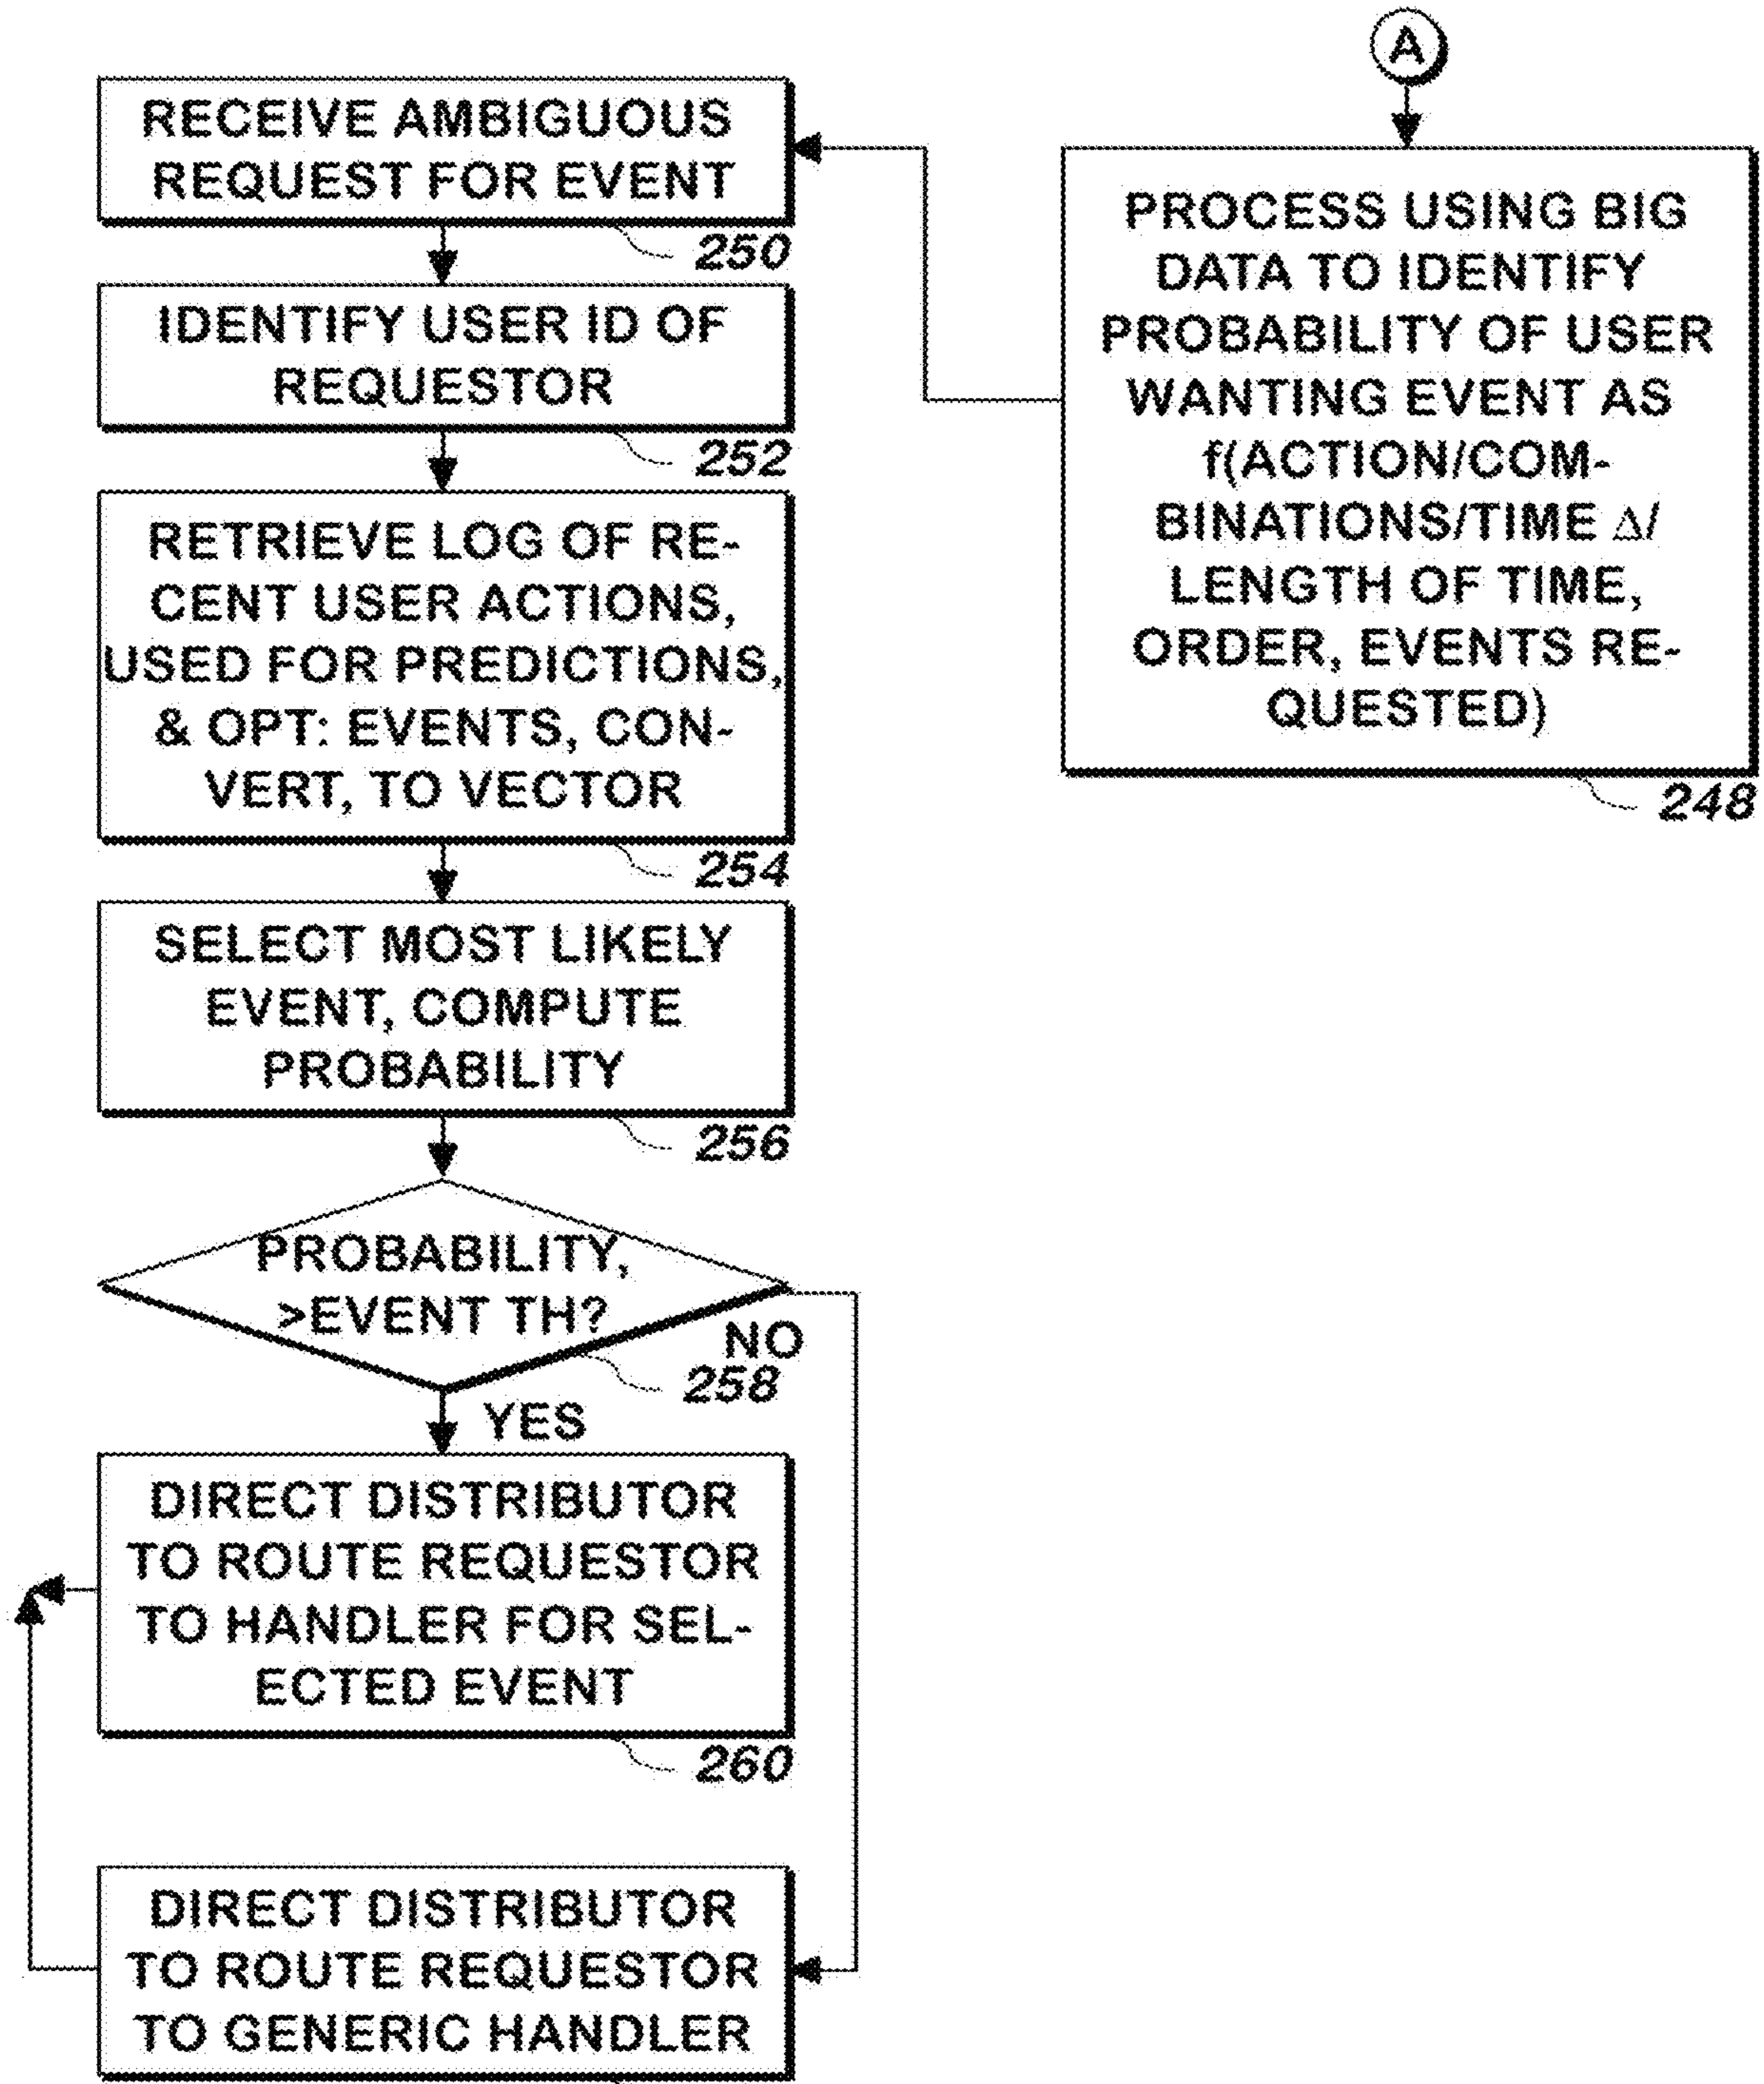 A
RECEIVE AMBIGUOUS
REQUEST FOR EVENT
250
IDENTIFY USER ID OF
REQUESTOR
252
RETRIEVE LOG OF RE-
CENT USER ACTIONS,
USED FOR PREDICTIONS,
& OPT: EVENTS, CON-
VERT, TO VECTOR
254
SELECT MOST LIKELY
EVENT, COMPUTE
PROBABILITY
256
PROBABILITY,
>EVENT TH?
NO
258
YES
DIRECT DISTRIBUTOR
TO ROUTE REQUESTOR
TO HANDLER FOR SEL-
ECTED EVENT
260
DIRECT DISTRIBUTOR
TO ROUTE REQUESTOR
TO GENERIC HANDLER
PROCESS USING BIG
DATA TO IDENTIFY
PROBABILITY OF USER
WANTING EVENT AS
f(ACTION/COM-
BINATIONS/TIME Δ/
LENGTH OF TIME,
ORDER, EVENTS RE-
QUESTED)
248